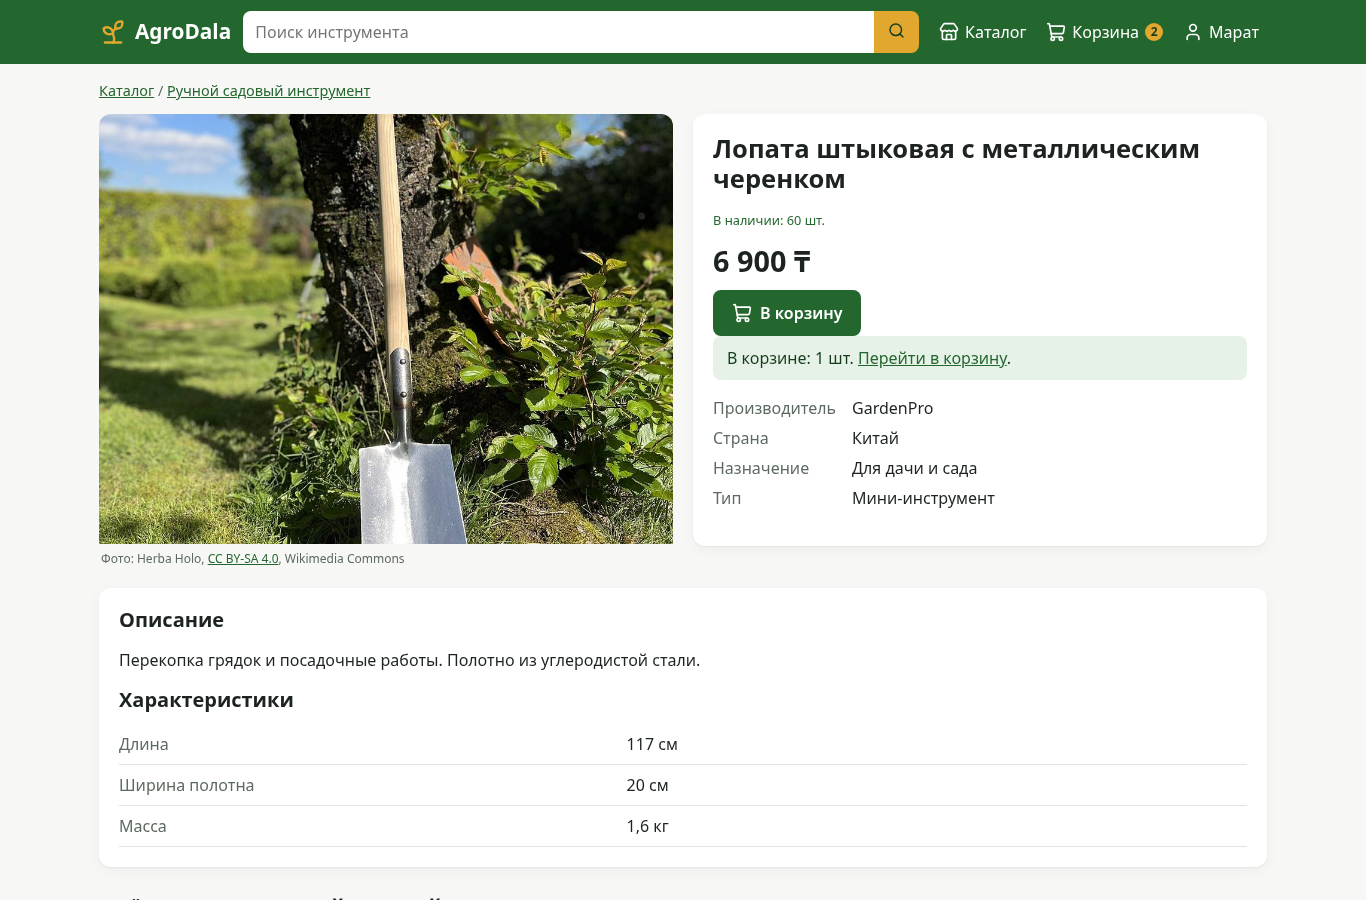 AgroDala
Поиск инструмента
Каталог
Корзина 2
Марат
Каталог / Ручной садовый инструмент
Лопата штыковая с металлическим
черенком
В наличии: 60 шт.
6 900 ₸
В корзину
В корзине: 1 шт. Перейти в корзину.
Производитель GardenPro
Страна Китай
Назначение Для дачи и сада
Тип Мини-инструмент
Фото: Herba Holo, CC BY-SA 4.0, Wikimedia Commons
Описание
Перекопка грядок и посадочные работы. Полотно из углеродистой стали.
Характеристики
Длина 117 см
Ширина полотна 20 см
Масса 1,6 кг